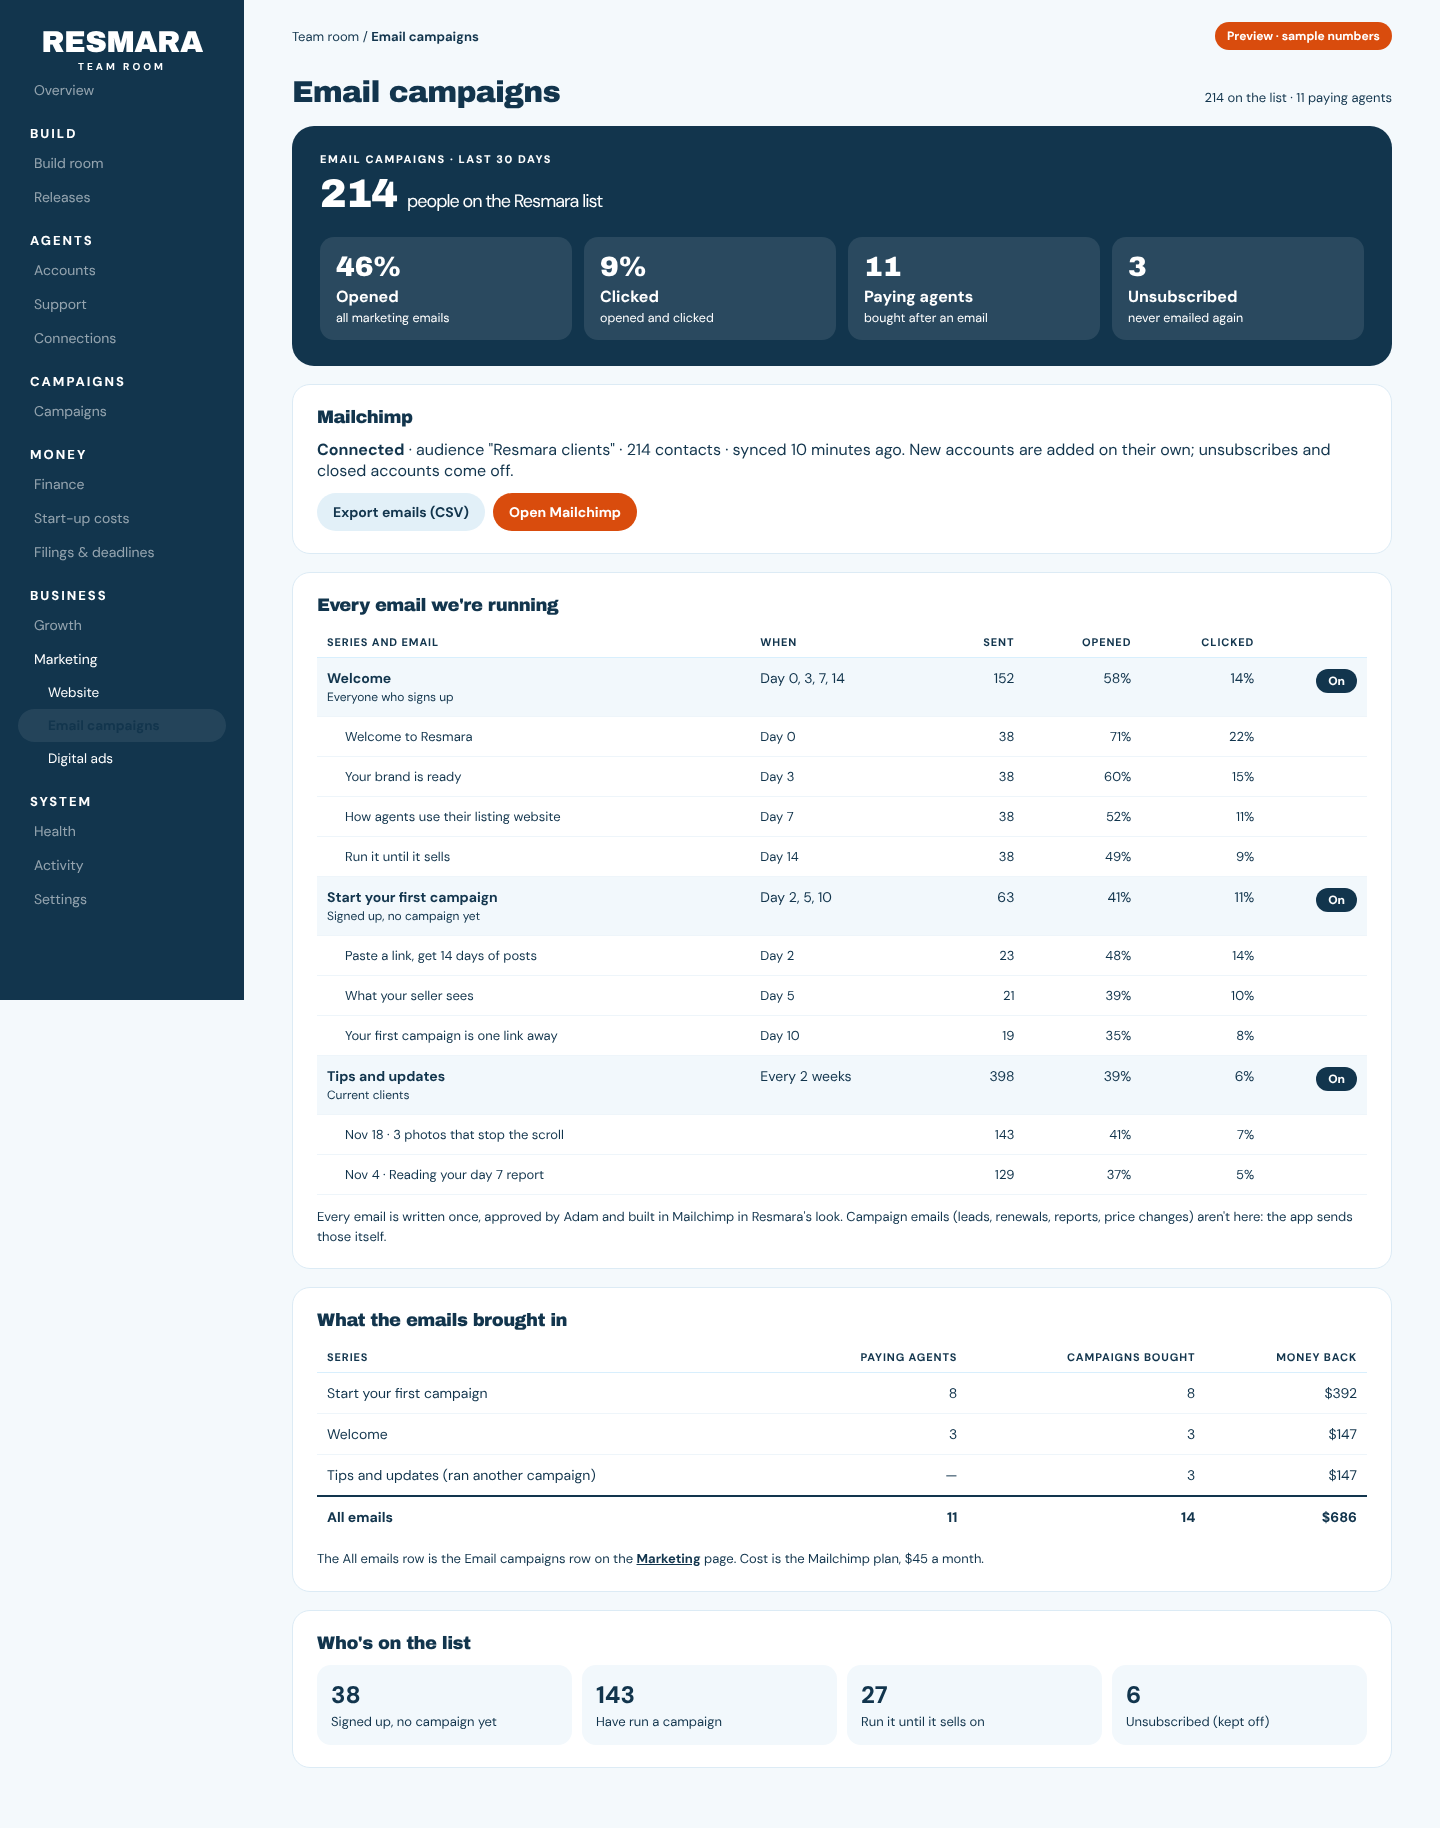 RESMARA
TEAM ROOM
Overview
BUILD
Build room
Releases
AGENTS
Accounts
Support
Connections
CAMPAIGNS
Campaigns
MONEY
Finance
Start-up costs
Filings & deadlines
BUSINESS
Growth
Marketing
Website
Email campaigns
Digital ads
SYSTEM
Health
Activity
Settings
Team room / Email campaigns
Preview · sample numbers
Email campaigns
214 on the list · 11 paying agents
EMAIL CAMPAIGNS · LAST 30 DAYS
214 people on the Resmara list
46%
Opened
all marketing emails
9%
Clicked
opened and clicked
11
Paying agents
bought after an email
3
Unsubscribed
never emailed again
Mailchimp
Connected · audience "Resmara clients" · 214 contacts · synced 10 minutes ago. New accounts are added on their own; unsubscribes and
closed accounts come off.
Export emails (CSV)
Open Mailchimp
Every email we're running
SERIES AND EMAIL WHEN SENT OPENED CLICKED
Welcome Day 0, 3, 7, 14 152 58% 14% On
Everyone who signs up
Welcome to Resmara Day 0 38 71% 22%
Your brand is ready Day 3 38 60% 15%
How agents use their listing website Day 7 38 52% 11%
Run it until it sells Day 14 38 49% 9%
Start your first campaign Day 2, 5, 10 63 41% 11% On
Signed up, no campaign yet
Paste a link, get 14 days of posts Day 2 23 48% 14%
What your seller sees Day 5 21 39% 10%
Your first campaign is one link away Day 10 19 35% 8%
Tips and updates Every 2 weeks 398 39% 6% On
Current clients
Nov 18 · 3 photos that stop the scroll 143 41% 7%
Nov 4 · Reading your day 7 report 129 37% 5%
Every email is written once, approved by Adam and built in Mailchimp in Resmara's look. Campaign emails (leads, renewals, reports, price changes) aren't here: the app sends
those itself.
What the emails brought in
SERIES PAYING AGENTS CAMPAIGNS BOUGHT MONEY BACK
Start your first campaign 8 8 $392
Welcome 3 3 $147
Tips and updates (ran another campaign) — 3 $147
All emails 11 14 $686
The All emails row is the Email campaigns row on the Marketing page. Cost is the Mailchimp plan, $45 a month.
Who's on the list
38
Signed up, no campaign yet
143
Have run a campaign
27
Run it until it sells on
6
Unsubscribed (kept off)